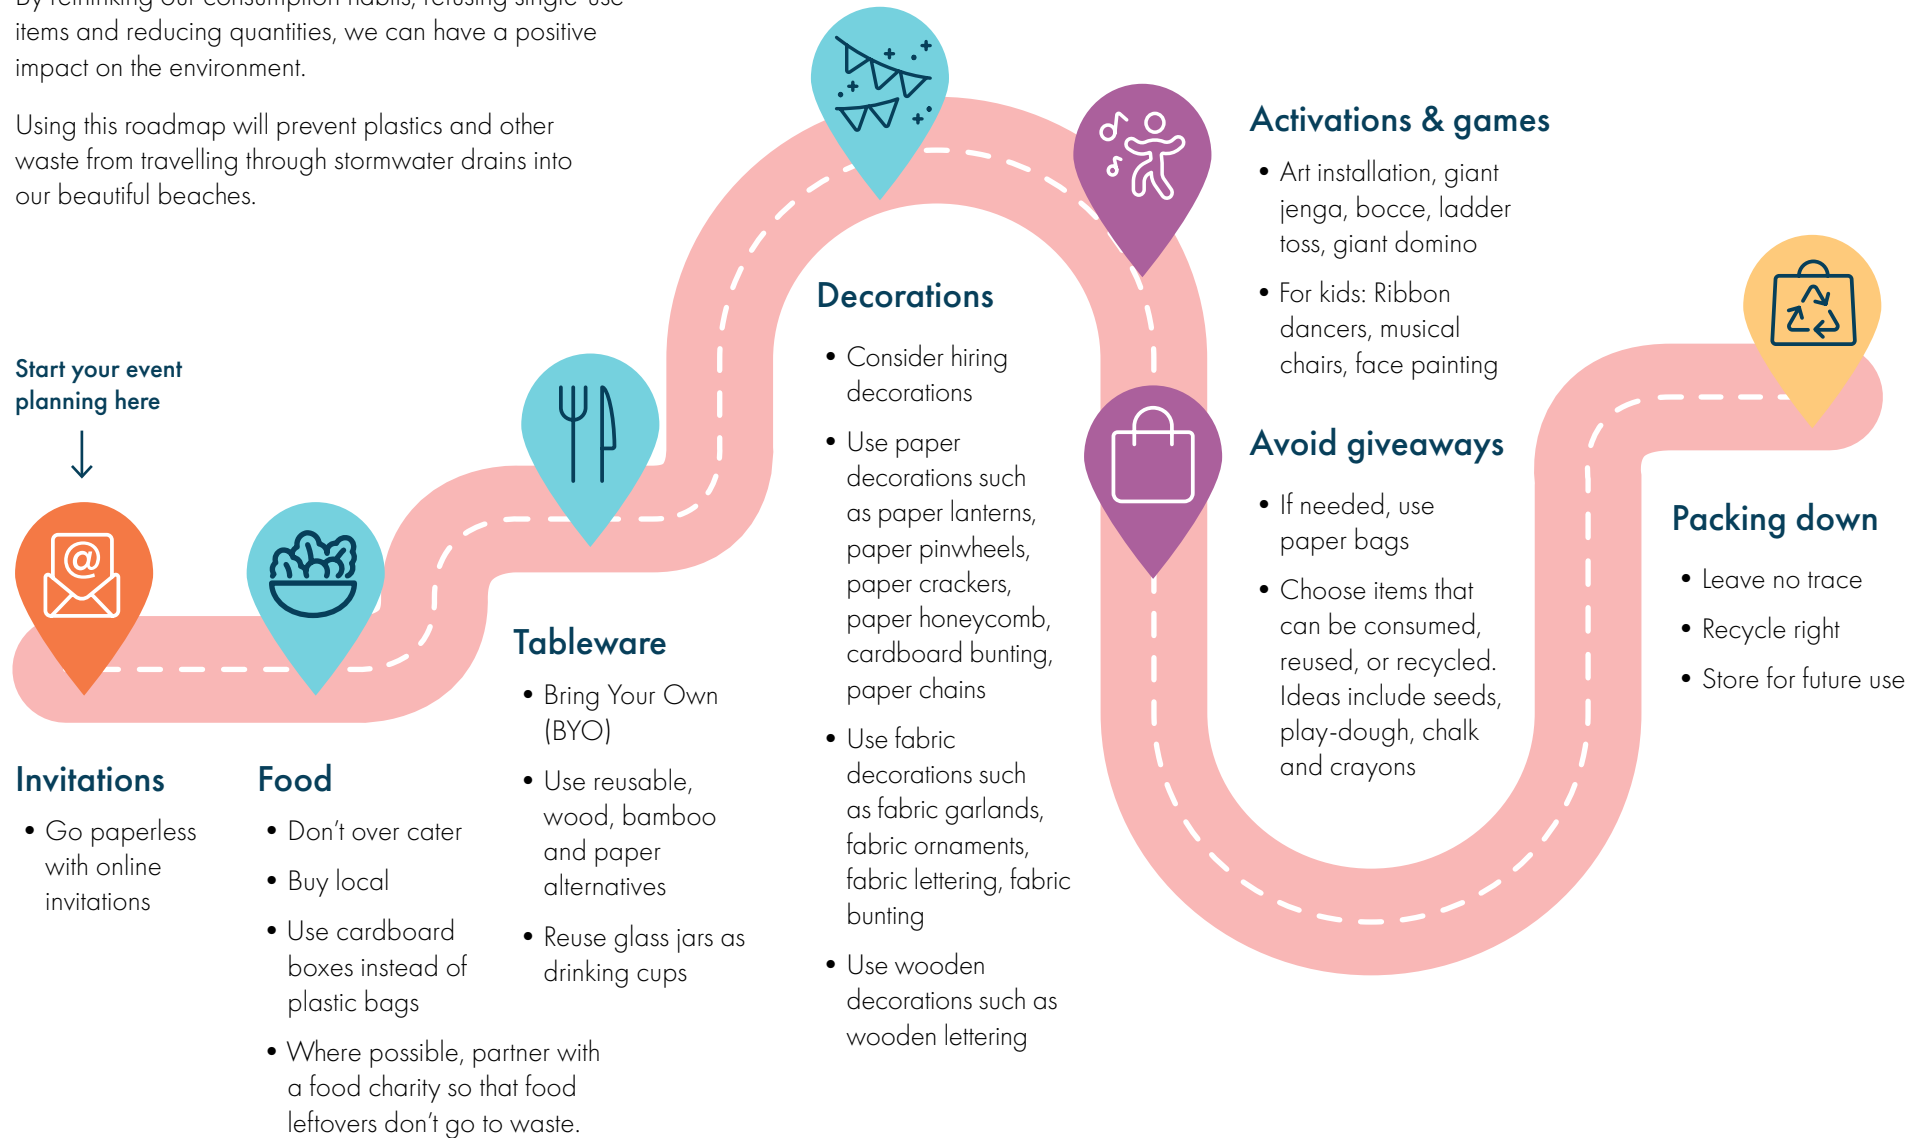 By rethinking our consumption habits, refusing single-use
items and reducing quantities, we can have a positive
impact on the environment.
Using this roadmap will prevent plastics and other
waste from travelling through stormwater drains into
our beautiful beaches.
Start your event
planning here
@
Invitations
• Go paperless
with online
invitations
Food
• Don't over cater
• Buy local
• Use cardboard
boxes instead of
plastic bags
• Where possible, partner with
a food charity so that food
leftovers don't go to waste.
Tableware
• Bring Your Own
(BYO)
• Use reusable,
wood, bamboo
and paper
alternatives
• Reuse glass jars as
drinking cups
Decorations
• Consider hiring
decorations
• Use paper
decorations such
as paper lanterns,
paper pinwheels,
paper crackers,
paper honeycomb,
cardboard bunting,
paper chains
• Use fabric
decorations such
as fabric garlands,
fabric ornaments,
fabric lettering, fabric
bunting
• Use wooden
decorations such as
wooden lettering
Activations & games
• Art installation, giant
jenga, bocce, ladder
toss, giant domino
• For kids: Ribbon
dancers, musical
chairs, face painting
Avoid giveaways
• If needed, use
paper bags
• Choose items that
can be consumed,
reused, or recycled.
Ideas include seeds,
play-dough, chalk
and crayons
Packing down
• Leave no trace
• Recycle right
• Store for future use